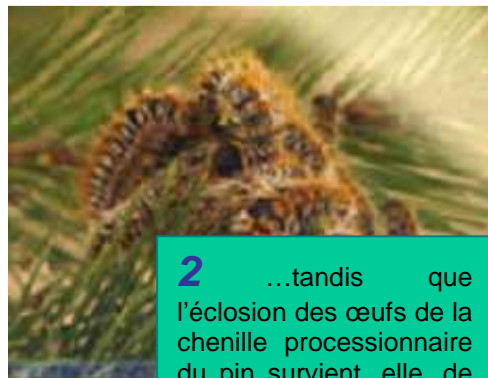 2 …tandis que
l'éclosion des œufs de la
chenille processionnaire
du pin survient, elle, de